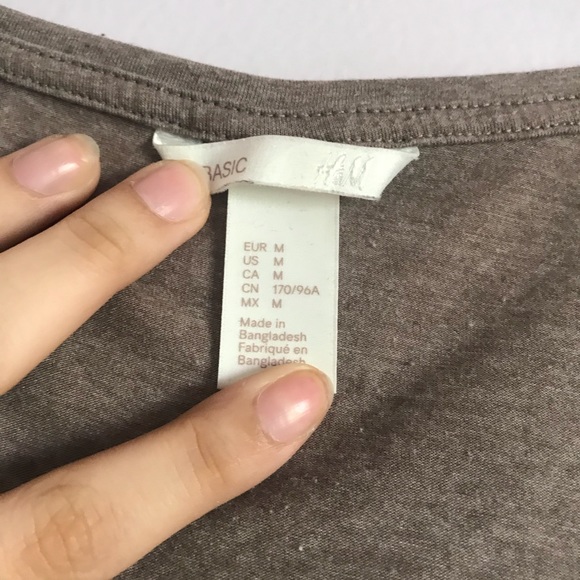 BASIC
EUR M
US M
CA M
CN 170/96A
MX M
Made in
Bangladesh
Fabriqué en
Bangladesh